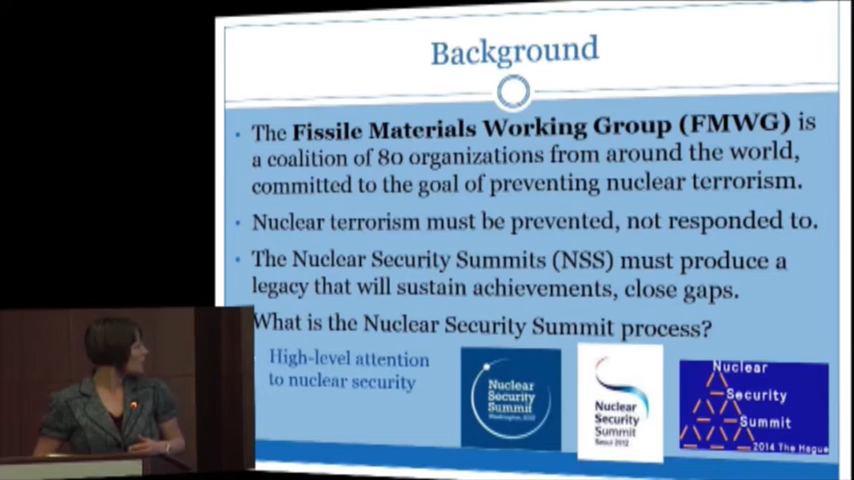 Background
The Fissile Materials Working Group (FMWG) is
a coalition of 80 organizations from around the world,
committed to the goal of preventing nuclear terrorism.
Nuclear terrorism must be prevented, not responded to.
The Nuclear Security Summits (NSS) must produce a
legacy that will sustain achievements, close gaps.
What is the Nuclear Security Summit process?
High-level attention
to nuclear security
Nuclear
Security
Summit
Washington, 2010
Nuclear
Security
Summit
Seoul 2012
Nuclear
Security
Summit
2014 The Hague